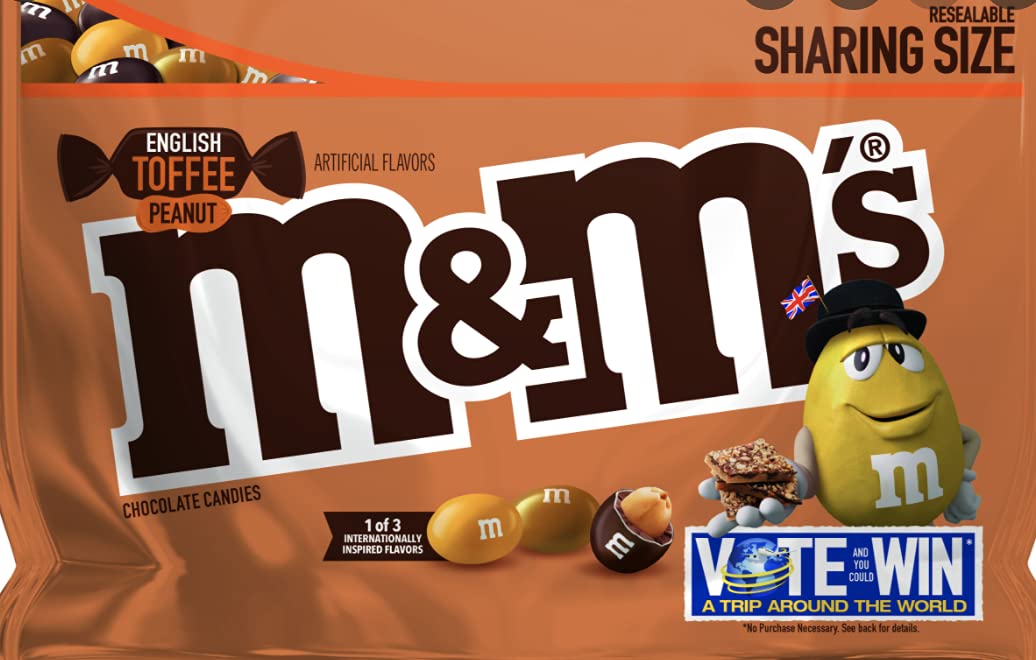 RESEALABLE
SHARING SIZE
ENGLISH
TOFFEE
PEANUT
ARTIFICIAL FLAVORS
m&m's®
CHOCOLATE CANDIES
1 of 3
INTERNATIONALLY
INSPIRED FLAVORS
m
m
m
m
VOTE AND YOU COULD WIN*
A TRIP AROUND THE WORLD
*No Purchase Necessary. See back for details.